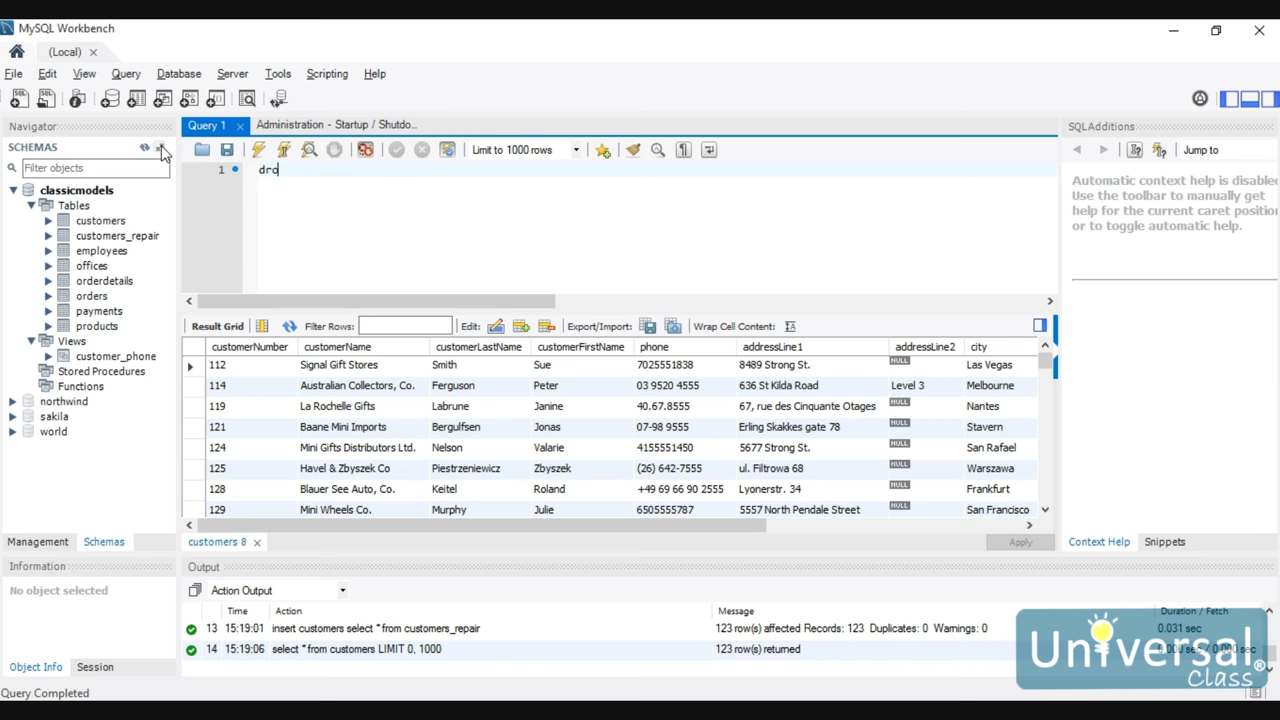 MySQL Workbench
(Local)
File Edit View Query Database Server Tools Scripting Help
Navigator
SCHEMAS
Filter objects
classicmodels
Tables
customers
customers_repair
employees
offices
orderdetails
orders
payments
products
Views
customer_phone
Stored Procedures
Functions
northwind
sakila
world
Management Schemas
Information
No object selected
Object Info Session
Query Completed
Query 1 Administration - Startup / Shutdo...
Limit to 1000 rows
1 dro
Result Grid Filter Rows: Edit: Export/Import: Wrap Cell Content:
customerNumber customerName customerLastName customerFirstName phone addressLine1 addressLine2 city
112 Signal Gift Stores Smith Sue 7025551838 8489 Strong St. NULL Las Vegas
114 Australian Collectors, Co. Ferguson Peter 03 9520 4555 636 St Kilda Road Level 3 Melbourne
119 La Rochelle Gifts Labrune Janine 40.67.8555 67, rue des Cinquante Otages NULL Nantes
121 Baane Mini Imports Bergulfsen Jonas 07-98 9555 Erling Skakkes gate 78 NULL Stavern
124 Mini Gifts Distributors Ltd. Nelson Valarie 4155551450 5677 Strong St. NULL San Rafael
125 Havel & Zbyszek Co Piestrzeniewicz Zbyszek (26) 642-7555 ul. Filtrowa 68 NULL Warszawa
128 Blauer See Auto, Co. Keitel Roland +49 69 66 90 2555 Lyonerstr. 34 NULL Frankfurt
129 Mini Wheels Co. Murphy Julie 6505555787 5557 North Pendale Street NULL San Francisco
customers 8
Apply
Output
Action Output
Time Action Message Duration / Fetch
13 15:19:01 insert customers select * from customers_repair 123 row(s) affected Records: 123 Duplicates: 0 Warnings: 0 0.031 sec
14 15:19:06 select * from customers LIMIT 0, 1000 123 row(s) returned 0.000 sec / 0.000 sec
SQLAdditions
Jump to
Automatic context help is disable
Use the toolbar to manually get
help for the current caret positio
or to toggle automatic help.
Context Help Snippets
Universal
Class®